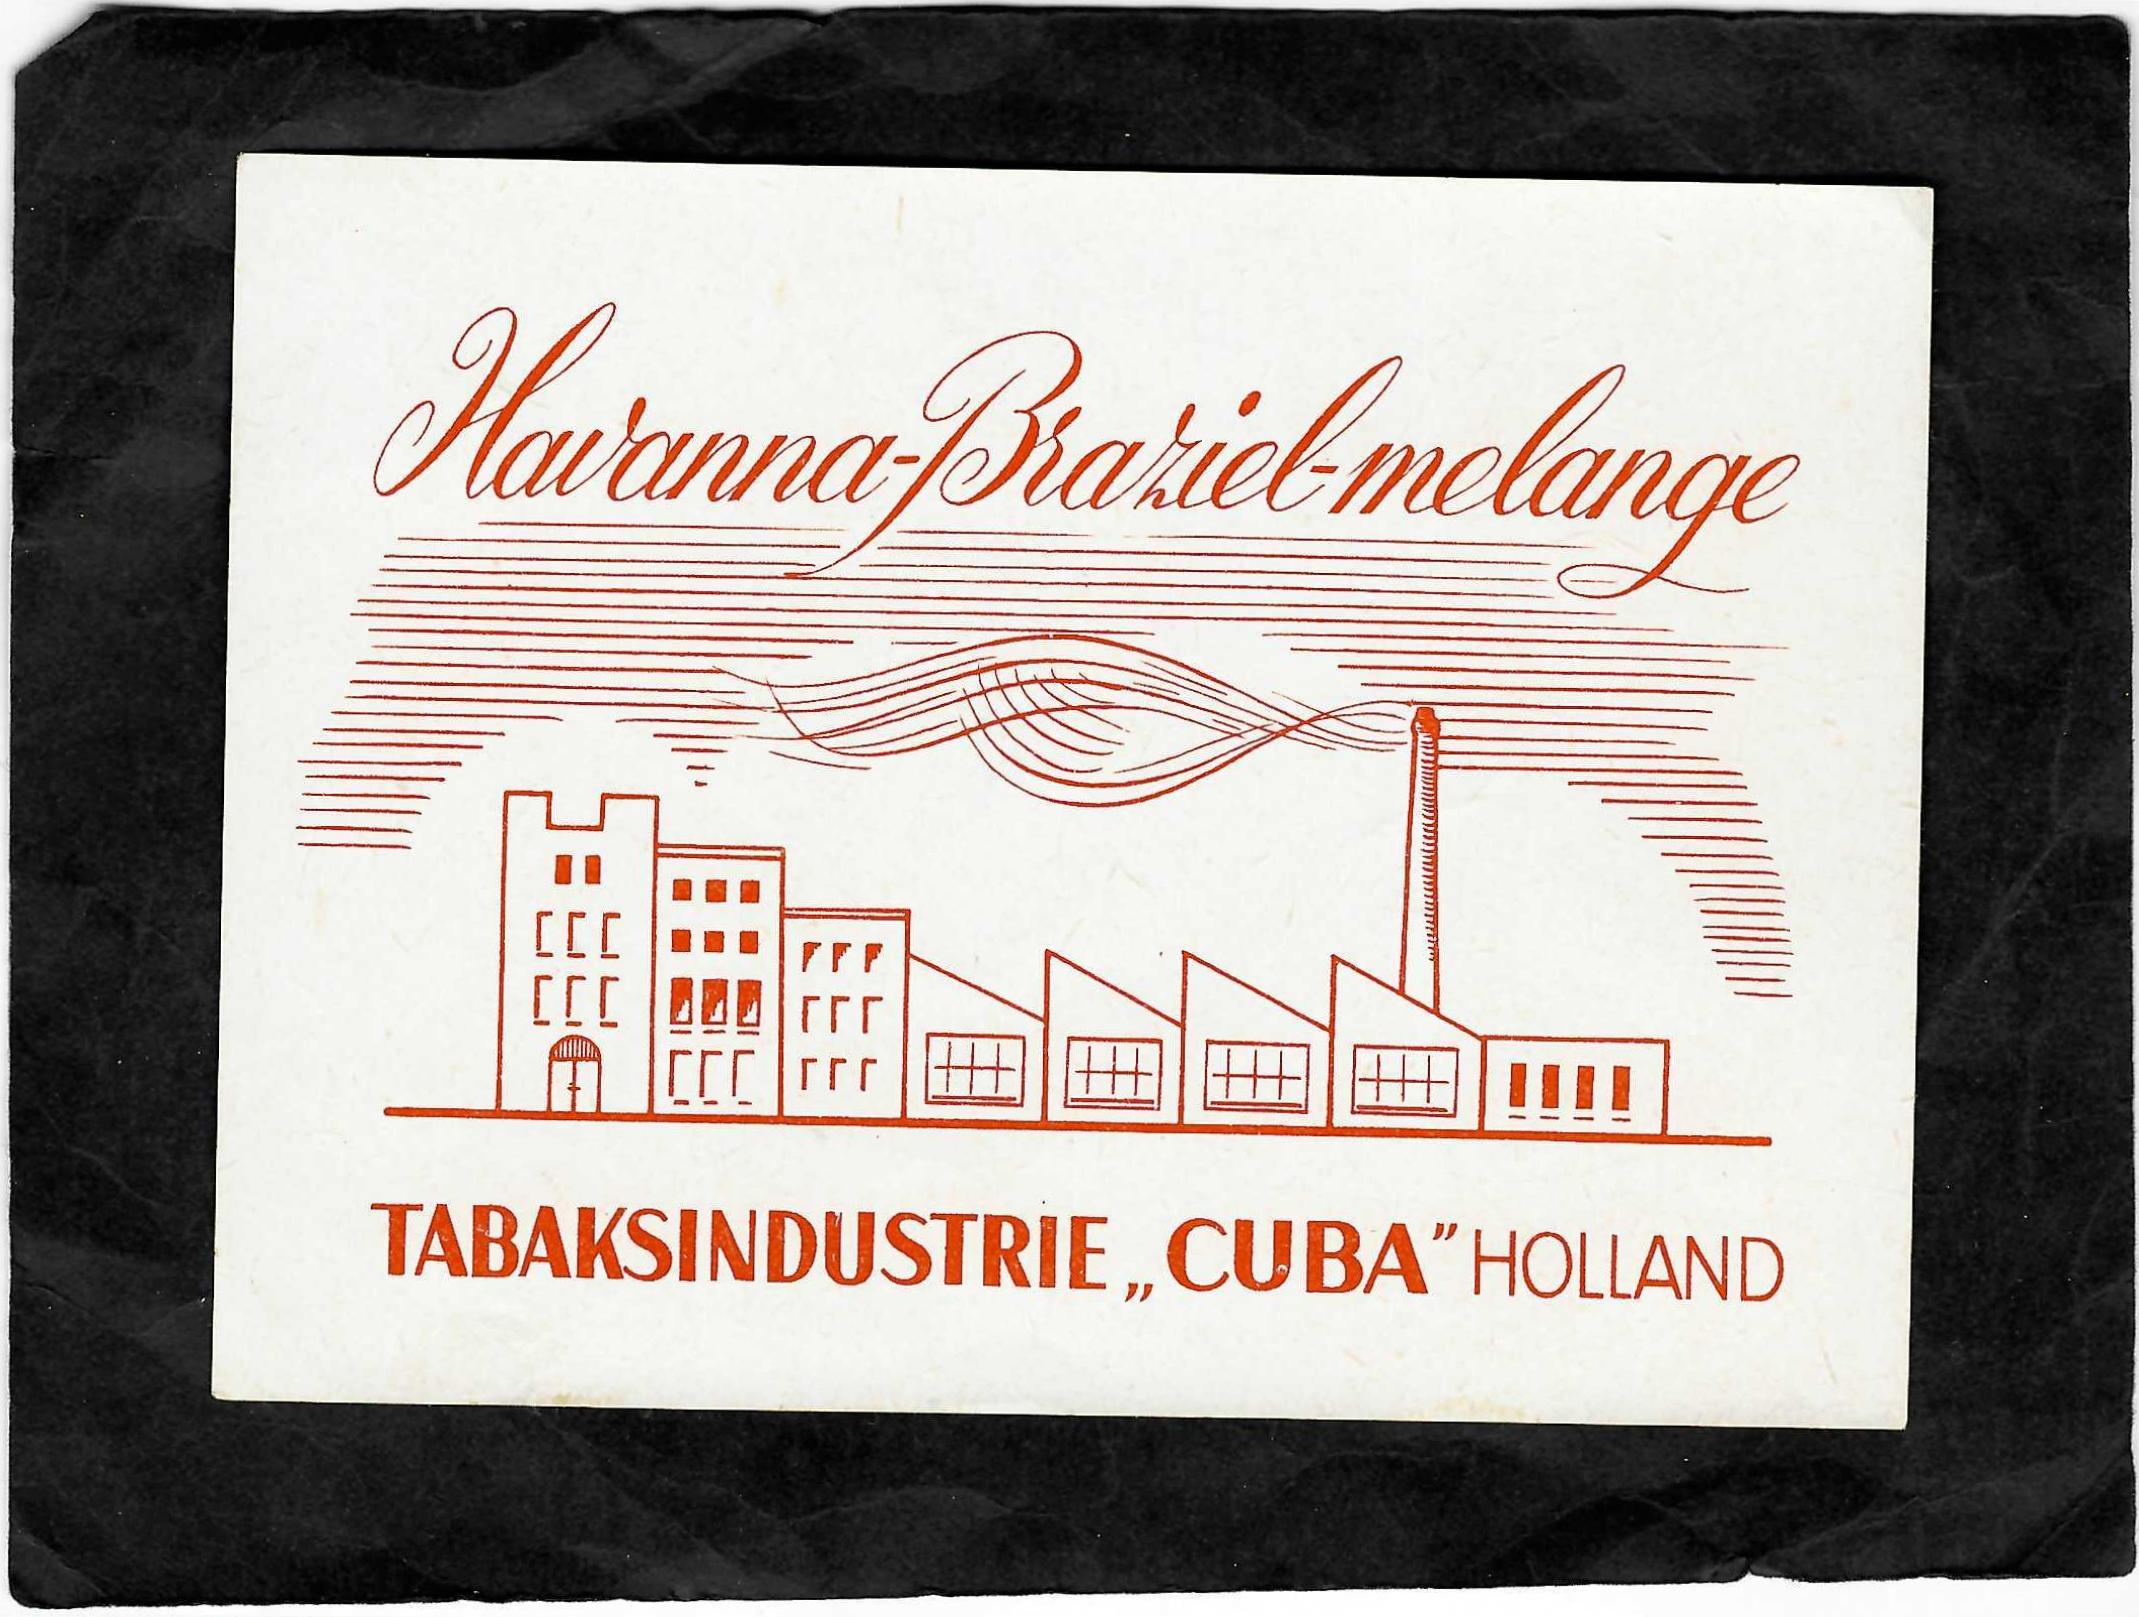 Havanna-Braziel-melange
TABAKSINDUSTRIE „CUBA” HOLLAND